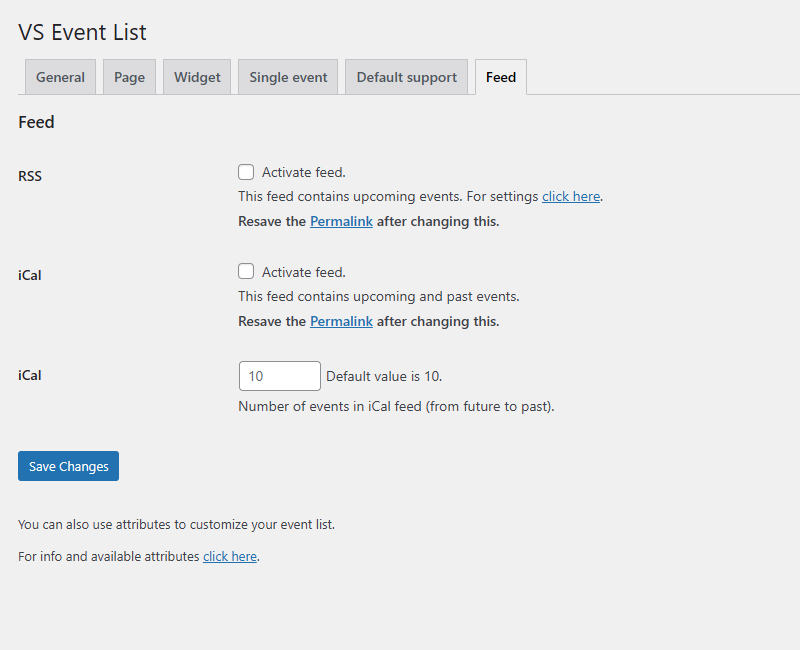 VS Event List
General Page Widget Single event Default support Feed
Feed
RSS
Activate feed.
This feed contains upcoming events. For settings click here.
Resave the Permalink after changing this.
iCal
Activate feed.
This feed contains upcoming and past events.
Resave the Permalink after changing this.
iCal
10 Default value is 10.
Number of events in iCal feed (from future to past).
Save Changes
You can also use attributes to customize your event list.
For info and available attributes click here.